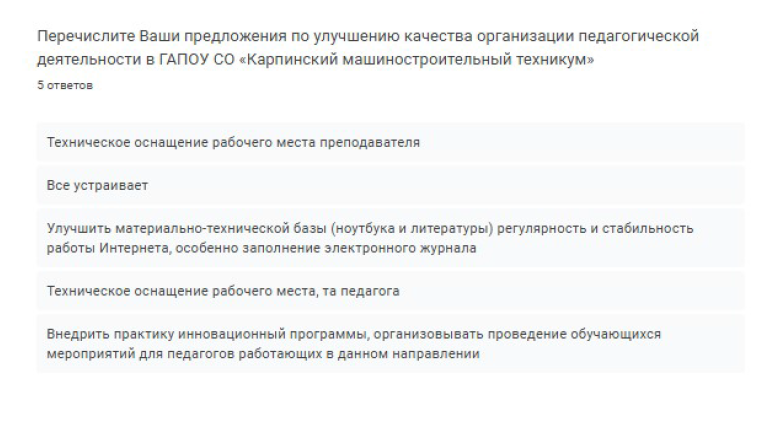 Перечислите Ваши предложения по улучшению качества организации педагогической
деятельности в ГАПОУ СО «Карпинский машиностроительный техникум»
5 ответов
Техническое оснащение рабочего места преподавателя
Все устраивает
Улучшить материально-технической базы (ноутбука и литературы) регулярность и стабильность
работы Интернета, особенно заполнение электронного журнала
Техническое оснащение рабочего места, та педагога
Внедрить практику инновационный программы, организовывать проведение обучающихся
мероприятий для педагогов работающих в данном направлении